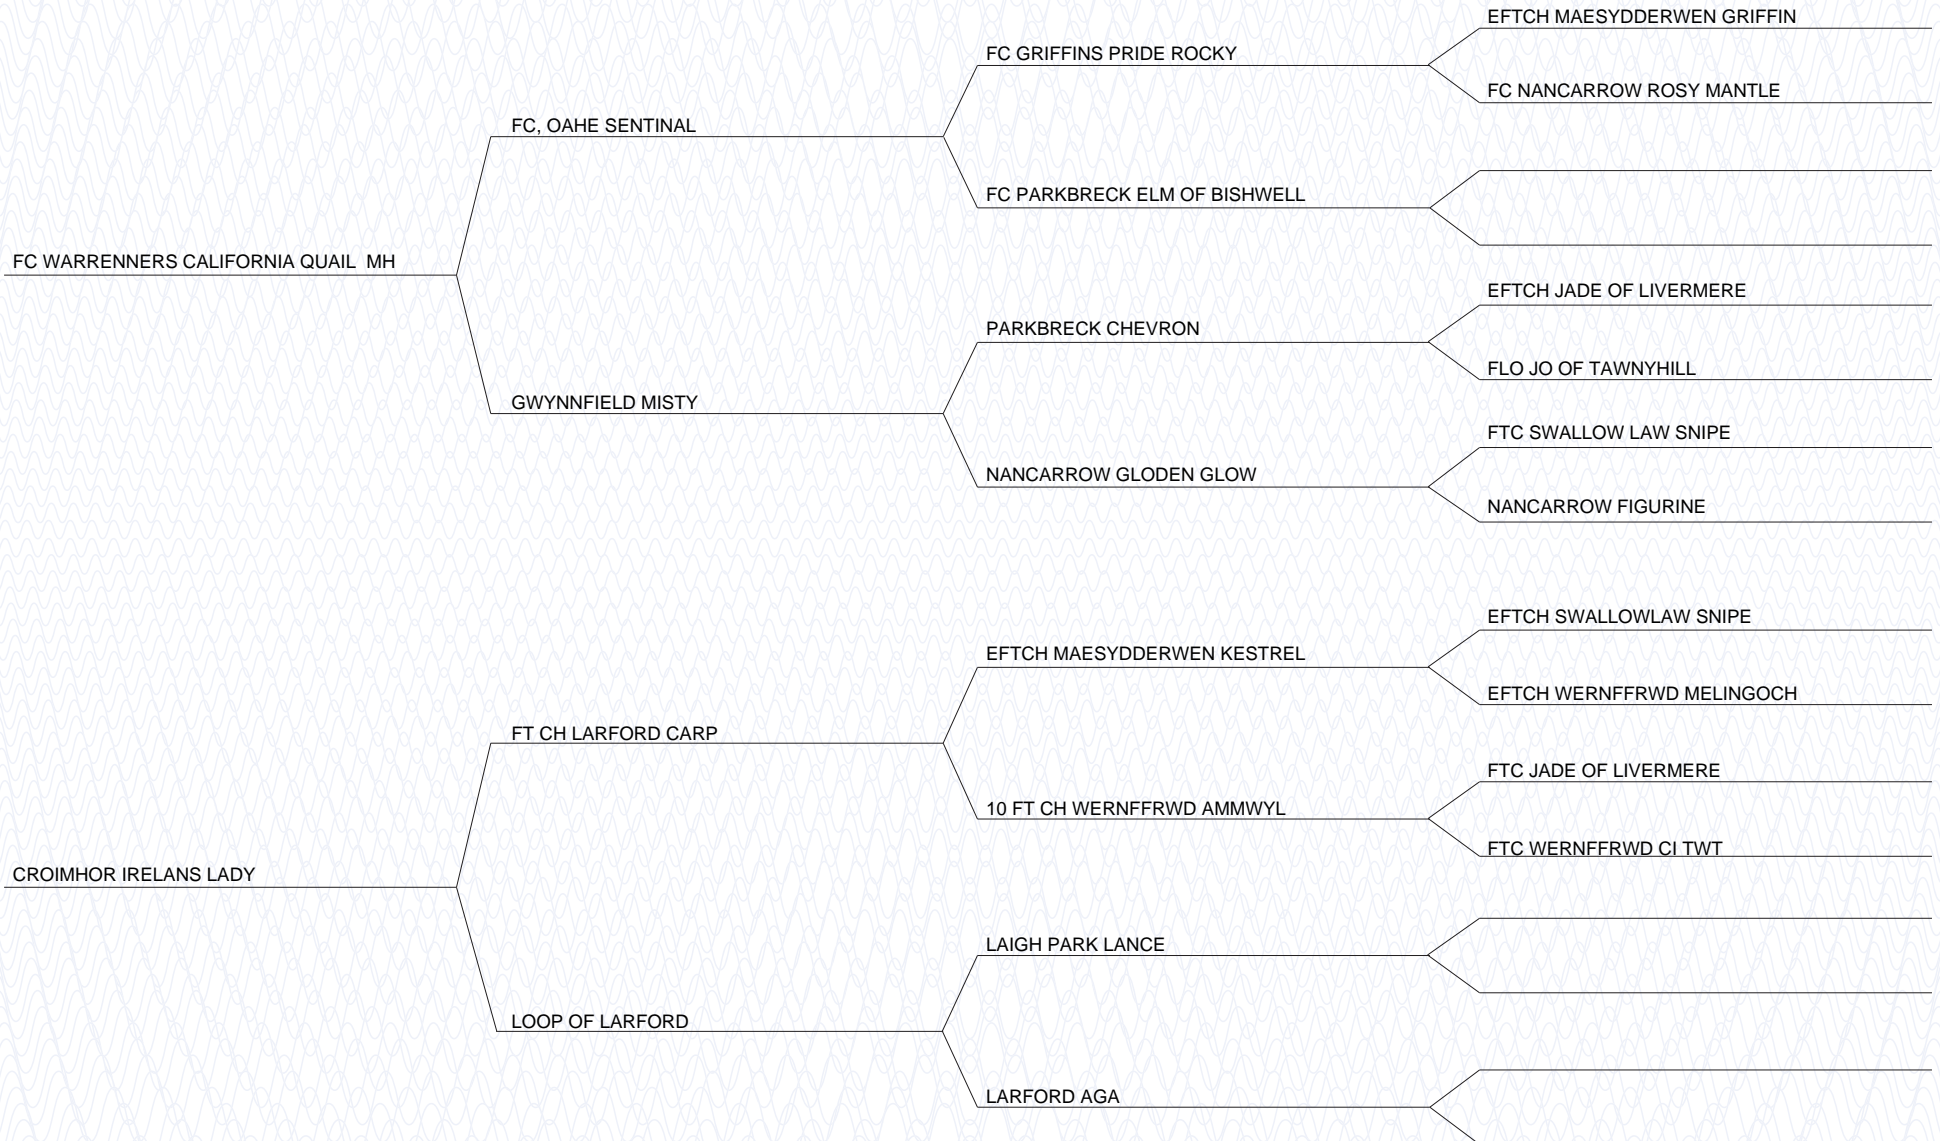 EFTCH MAESYDDERWEN GRIFFIN
FC GRIFFINS PRIDE ROCKY
FC NANCARROW ROSY MANTLE
FC, OAHE SENTINAL
FC PARKBRECK ELM OF BISHWELL
FC WARRENNERS CALIFORNIA QUAIL  MH
EFTCH JADE OF LIVERMERE
PARKBRECK CHEVRON
FLO JO OF TAWNYHILL
GWYNNFIELD MISTY
FTC SWALLOW LAW SNIPE
NANCARROW GLODEN GLOW
NANCARROW FIGURINE
EFTCH SWALLOWLAW SNIPE
EFTCH MAESYDDERWEN KESTREL
EFTCH WERNFFRWD MELINGOCH
FT CH LARFORD CARP
FTC JADE OF LIVERMERE
10 FT CH WERNFFRWD AMMWYL
FTC WERNFFRWD CI TWT
CROIMHOR IRELANS LADY
LAIGH PARK LANCE
LOOP OF LARFORD
LARFORD AGA